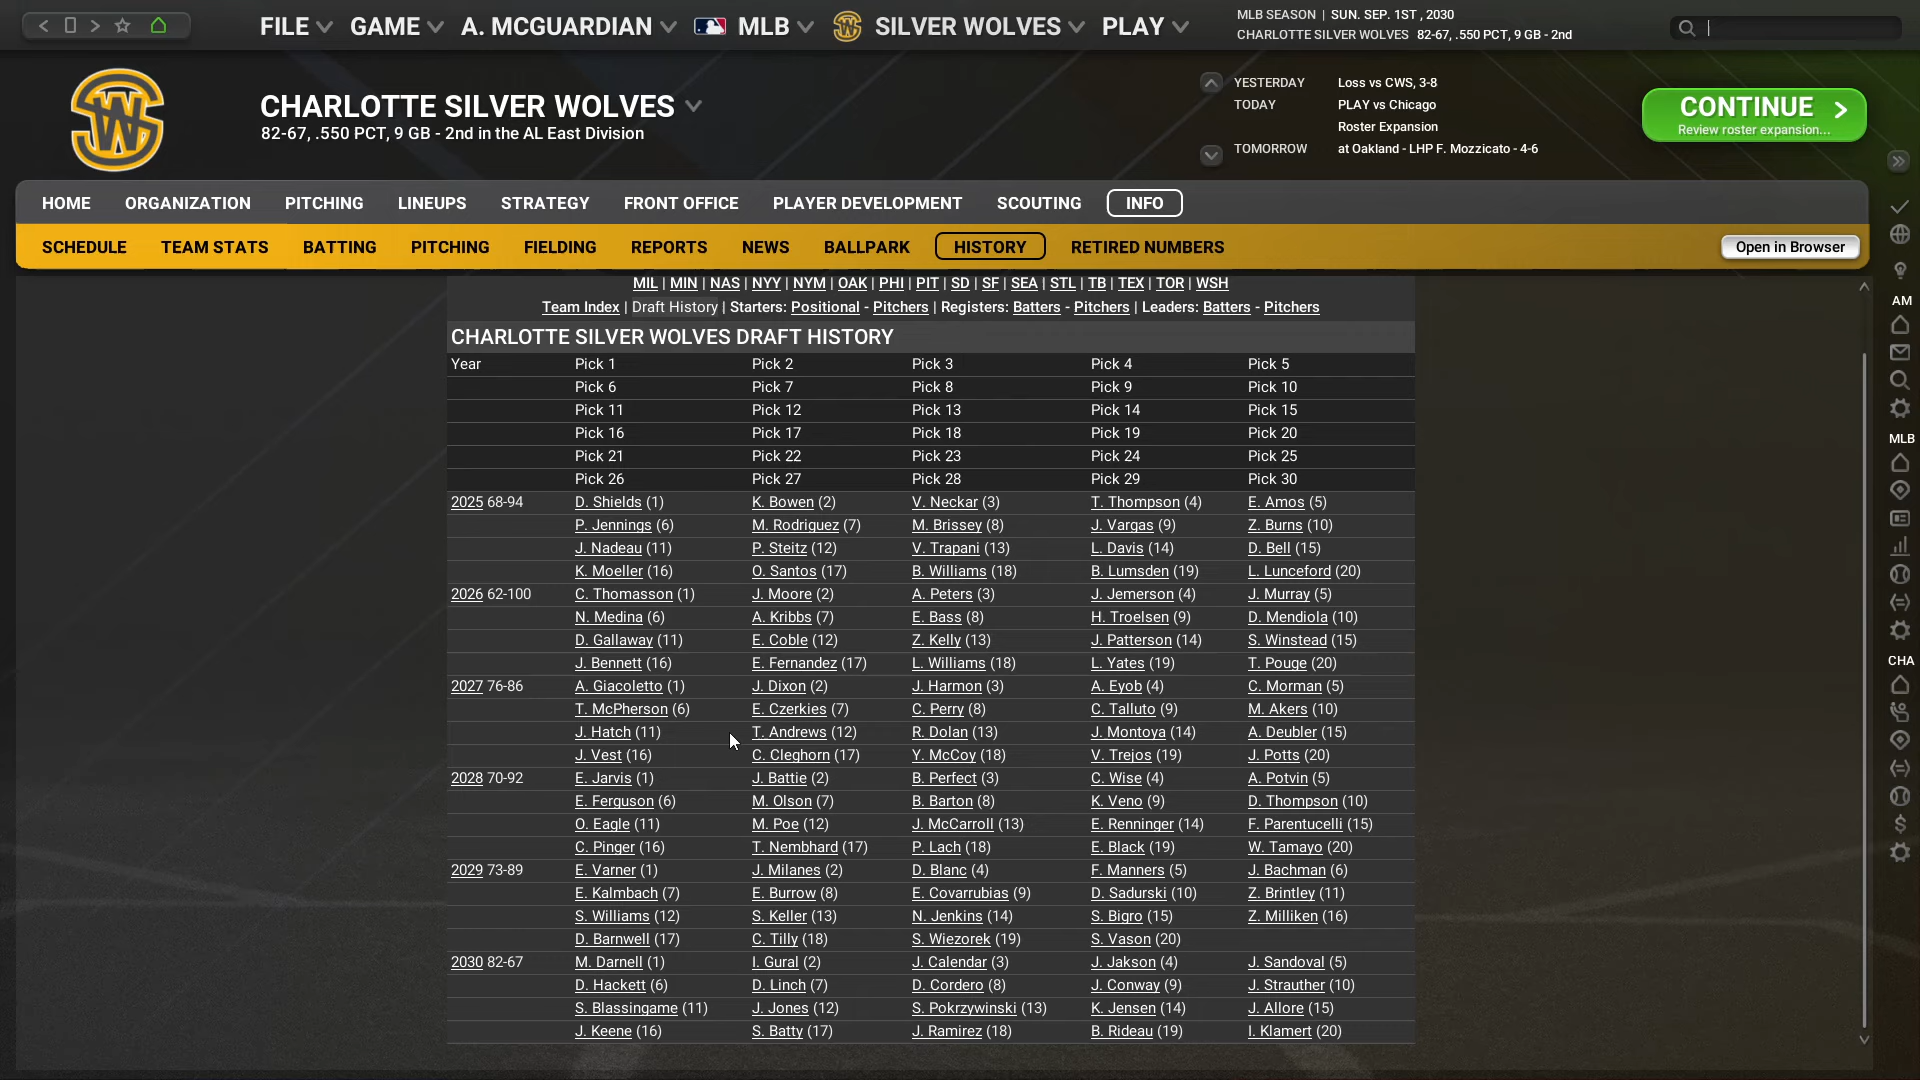 FILE GAME A. MCGUARDIAN MLB SILVER WOLVES PLAY
MLB SEASON | SUN. SEP. 1ST , 2030
CHARLOTTE SILVER WOLVES 82-67, .550 PCT, 9 GB - 2nd
CHARLOTTE SILVER WOLVES
82-67, .550 PCT, 9 GB - 2nd in the AL East Division
YESTERDAY Loss vs CWS, 3-8
TODAY PLAY vs Chicago
Roster Expansion
TOMORROW at Oakland - LHP F. Mozzicato - 4-6
CONTINUE
Review roster expansion...
HOME ORGANIZATION PITCHING LINEUPS STRATEGY FRONT OFFICE PLAYER DEVELOPMENT SCOUTING INFO
SCHEDULE TEAM STATS BATTING PITCHING FIELDING REPORTS NEWS BALLPARK HISTORY RETIRED NUMBERS Open in Browser
MIL | MIN | NAS | NYY | NYM | OAK | PHI | PIT | SD | SF | SEA | STL | TB | TEX | TOR | WSH
Team Index | Draft History | Starters: Positional - Pitchers | Registers: Batters - Pitchers | Leaders: Batters - Pitchers
CHARLOTTE SILVER WOLVES DRAFT HISTORY
Year Pick 1 Pick 2 Pick 3 Pick 4 Pick 5
Pick 6 Pick 7 Pick 8 Pick 9 Pick 10
Pick 11 Pick 12 Pick 13 Pick 14 Pick 15
Pick 16 Pick 17 Pick 18 Pick 19 Pick 20
Pick 21 Pick 22 Pick 23 Pick 24 Pick 25
Pick 26 Pick 27 Pick 28 Pick 29 Pick 30
2025 68-94 D. Shields (1) K. Bowen (2) V. Neckar (3) T. Thompson (4) E. Amos (5)
P. Jennings (6) M. Rodriguez (7) M. Brissey (8) J. Vargas (9) Z. Burns (10)
J. Nadeau (11) P. Steitz (12) V. Trapani (13) L. Davis (14) D. Bell (15)
K. Moeller (16) O. Santos (17) B. Williams (18) B. Lumsden (19) L. Lunceford (20)
2026 62-100 C. Thomasson (1) J. Moore (2) A. Peters (3) J. Jemerson (4) J. Murray (5)
N. Medina (6) A. Kribbs (7) E. Bass (8) H. Troelsen (9) D. Mendiola (10)
D. Gallaway (11) E. Coble (12) Z. Kelly (13) J. Patterson (14) S. Winstead (15)
J. Bennett (16) E. Fernandez (17) L. Williams (18) L. Yates (19) T. Pouge (20)
2027 76-86 A. Giacoletto (1) J. Dixon (2) J. Harmon (3) A. Eyob (4) C. Morman (5)
T. McPherson (6) E. Czerkies (7) C. Perry (8) C. Talluto (9) M. Akers (10)
J. Hatch (11) T. Andrews (12) R. Dolan (13) J. Montoya (14) A. Deubler (15)
J. Vest (16) C. Cleghorn (17) Y. McCoy (18) V. Trejos (19) J. Potts (20)
2028 70-92 E. Jarvis (1) J. Battie (2) B. Perfect (3) C. Wise (4) A. Potvin (5)
E. Ferguson (6) M. Olson (7) B. Barton (8) K. Veno (9) D. Thompson (10)
O. Eagle (11) M. Poe (12) J. McCarroll (13) E. Renninger (14) F. Parentucelli (15)
C. Pinger (16) T. Nembhard (17) P. Lach (18) E. Black (19) W. Tamayo (20)
2029 73-89 E. Varner (1) J. Milanes (2) D. Blanc (4) F. Manners (5) J. Bachman (6)
E. Kalmbach (7) E. Burrow (8) E. Covarrubias (9) D. Sadurski (10) Z. Brintley (11)
S. Williams (12) S. Keller (13) N. Jenkins (14) S. Bigro (15) Z. Milliken (16)
D. Barnwell (17) C. Tilly (18) S. Wiezorek (19) S. Vason (20)
2030 82-67 M. Darnell (1) I. Gural (2) J. Calendar (3) J. Jakson (4) J. Sandoval (5)
D. Hackett (6) D. Linch (7) D. Cordero (8) J. Conway (9) J. Strauther (10)
S. Blassingame (11) J. Jones (12) S. Pokrzywinski (13) K. Jensen (14) J. Allore (15)
J. Keene (16) S. Batty (17) J. Ramirez (18) B. Rideau (19) I. Klamert (20)
AM
MLB
CHA